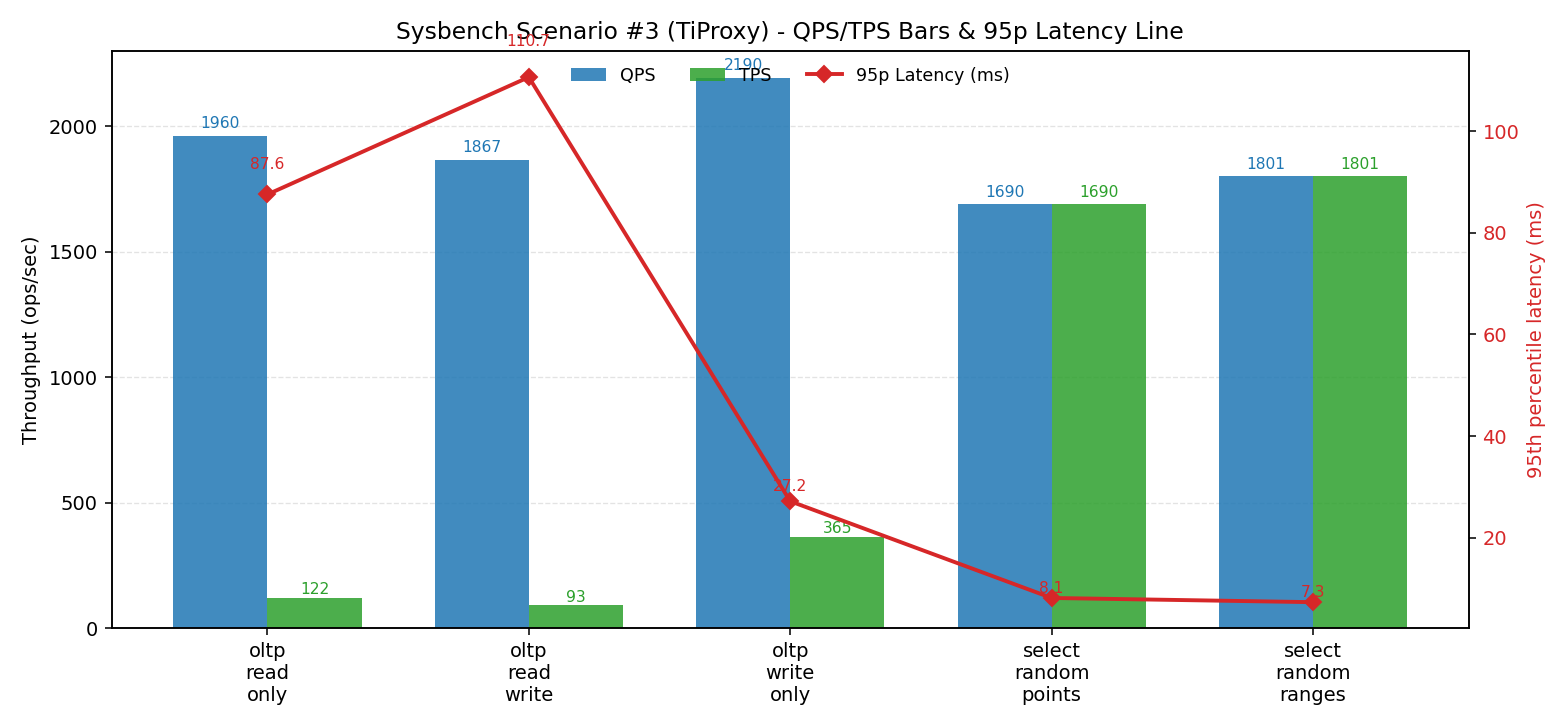 Sysbench Scenario #3 (TiProxy) - QPS/TPS Bars & 95p Latency Line
110.7
QPS
TPS
95p Latency (ms)
2190
1960
1867
87.6
1690
1690
1801
1801
27.2
365
122
93
8.1
7.3
Throughput (ops/sec)
2000
1500
1000
500
0
95th percentile latency (ms)
100
80
60
40
20
oltp
read
only
oltp
read
write
oltp
write
only
select
random
points
select
random
ranges